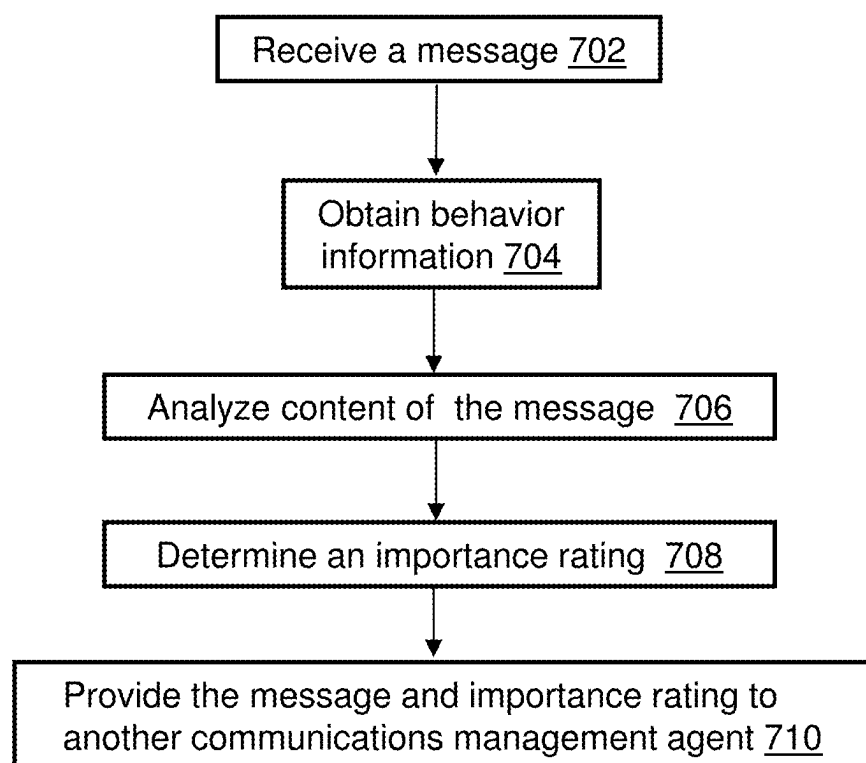 Receive a message 702
Obtain behavior
information 704
Analyze content of the message 706
Determine an importance rating 708
Provide the message and importance rating to
another communications management agent 710